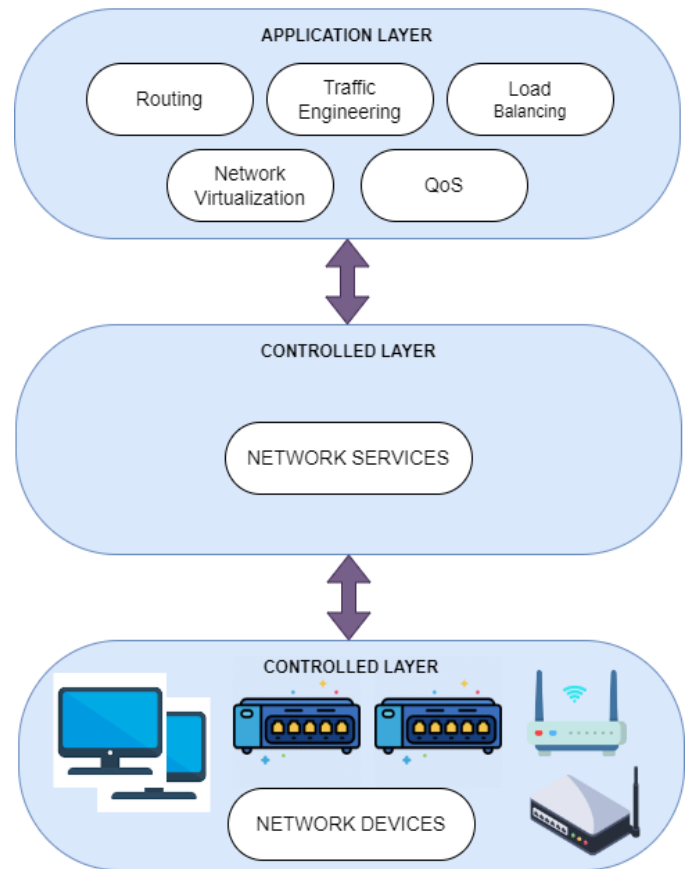 APPLICATION LAYER
Routing
Traffic
Engineering
Load
Balancing
Network
Virtualization
QoS
CONTROLLED LAYER
NETWORK SERVICES
CONTROLLED LAYER
NETWORK DEVICES